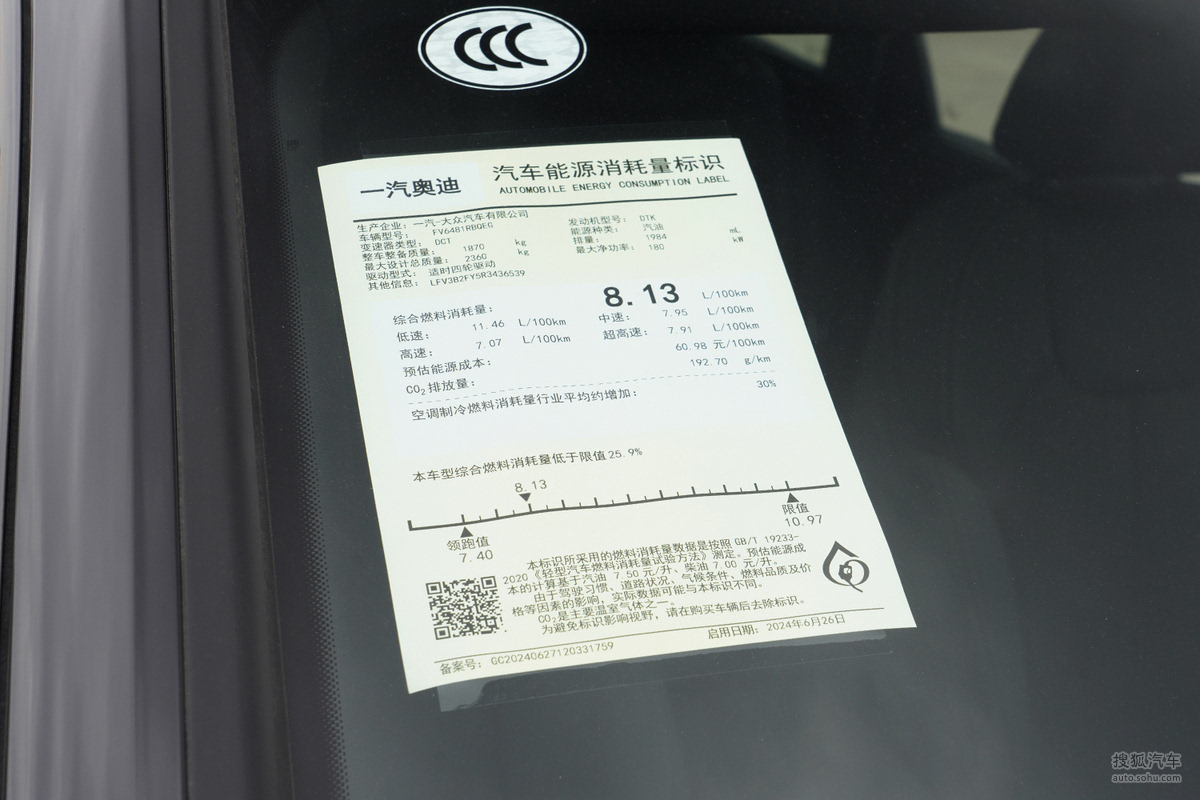 CCC
一汽奥迪
汽车能源消耗量标识
AUTOMOBILE ENERGY CONSUMPTION LABEL
生产企业：一汽-大众汽车有限公司
车辆型号：FV6481RBQEG
变速器类型：DCT
整车整备质量：1870 kg
最大设计总质量：2360 kg
驱动型式：适时四轮驱动
其他信息：LFV3B2FY5R3436539
发动机型号：DTK
能源种类：汽油
排量：1984 mL
最大净功率：180 kW
综合燃料消耗量：8.13 L/100km
低速：11.46 L/100km 中速：7.95 L/100km
高速：7.07 L/100km 超高速：7.91 L/100km
预估能源成本：60.98 元/100km
CO2排放量：192.70 g/km
空调制冷燃料消耗量行业平均约增加：30%
本车型综合燃料消耗量低于限值25.9%
8.13
领跑值
7.40
限值
10.97
本标识所采用的燃料消耗量数据是按照 GB/T 19233-
2020《轻型汽车燃料消耗量试验方法》测定。预估能源成
本的计算基于汽油 7.50 元/升、柴油 7.00 元/升。
由于驾驶习惯、道路状况、气候条件、燃料品质及价
格等因素的影响，实际数据可能与本标识不同。
CO2是主要温室气体之一。
为避免标识影响视野，请在购买车辆后去除标识。
备案号：GC20240627120331759
启用日期：2024年6月26日
搜狐汽车
auto.sohu.com